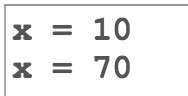 x = 10
x = 70